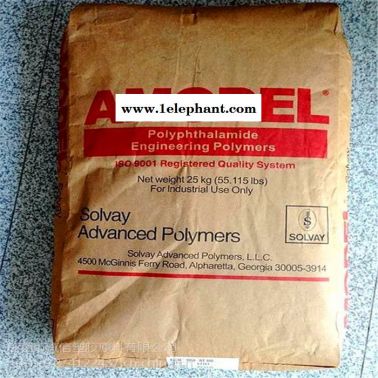 AMODEL®
www.1elephant.com
Polyphthalamide
Engineering Polymers
ISO 9001 Registered Quality System
Net weight 25 kg (55.115 lbs)
For Industrial Use Only
Solvay
Advanced Polymers
SOLVAY
Solvay Advanced Polymers, L.L.C.
4500 McGinnis Ferry Road, Alpharetta, Georgia 30005-3914